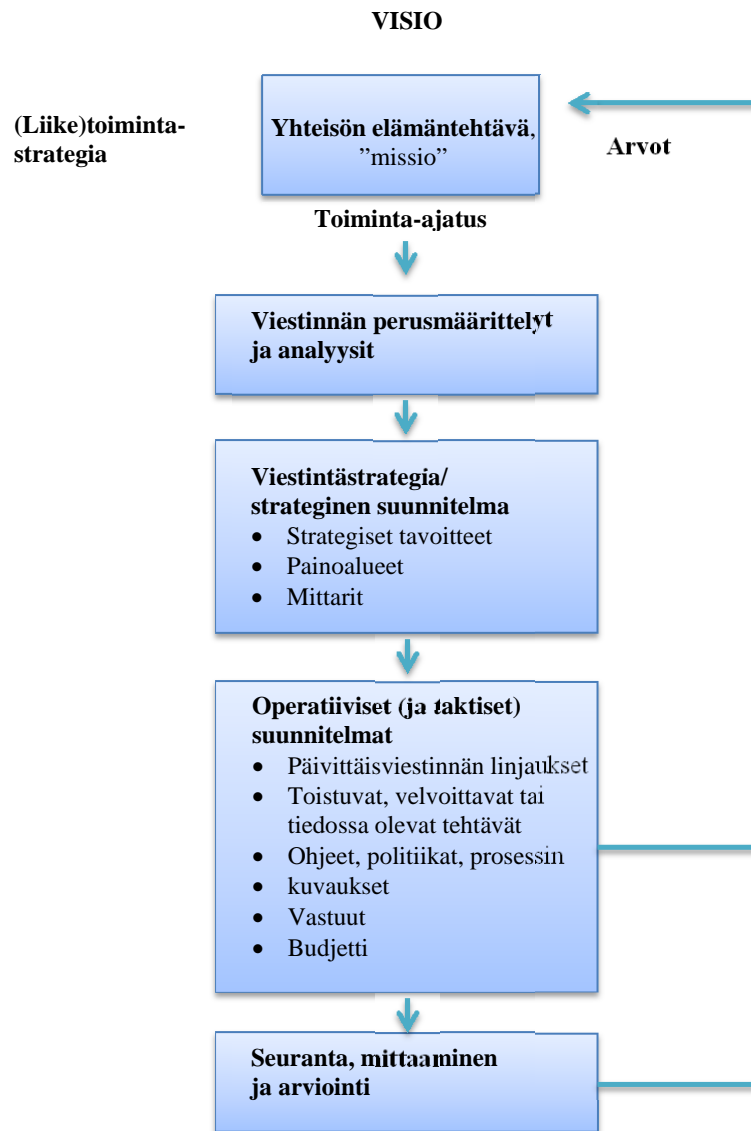 VISIO
(Liike)toiminta-
strategia
Yhteisön elämäntehtävä,
”missio”
Arvot
Toiminta-ajatus
Viestinnän perusmäärittelyt
ja analyysit
Viestintästrategia/
strateginen suunnitelma
• Strategiset tavoitteet
• Painoalueet
• Mittarit
Operatiiviset (ja taktiset)
suunnitelmat
• Päivittäisviestinnän linjaukset
• Toistuvat, velvoittavat tai
tiedossa olevat tehtävät
• Ohjeet, politiikat, prosessin
• kuvaukset
• Vastuut
• Budjetti
Seuranta, mittaaminen
ja arviointi